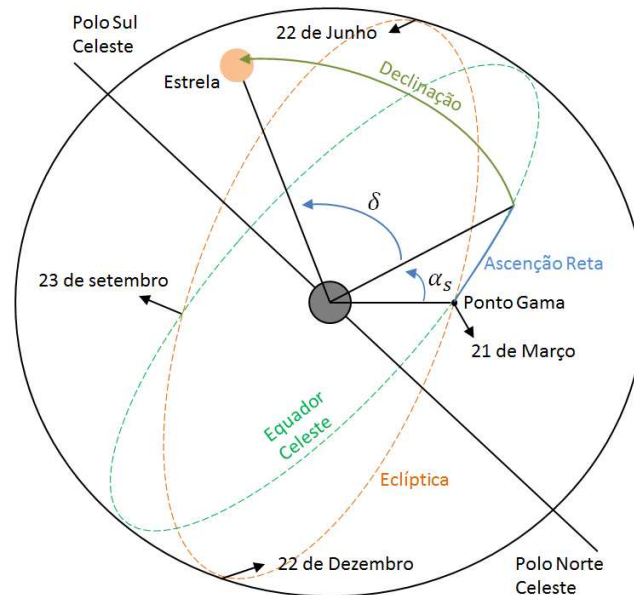 Polo Sul
Celeste
22 de Junho
Estrela
Declinação
δ
23 de setembro
α_s
Ascenção Reta
Ponto Gama
21 de Março
Equador
Celeste
Eclíptica
22 de Dezembro
Polo Norte
Celeste